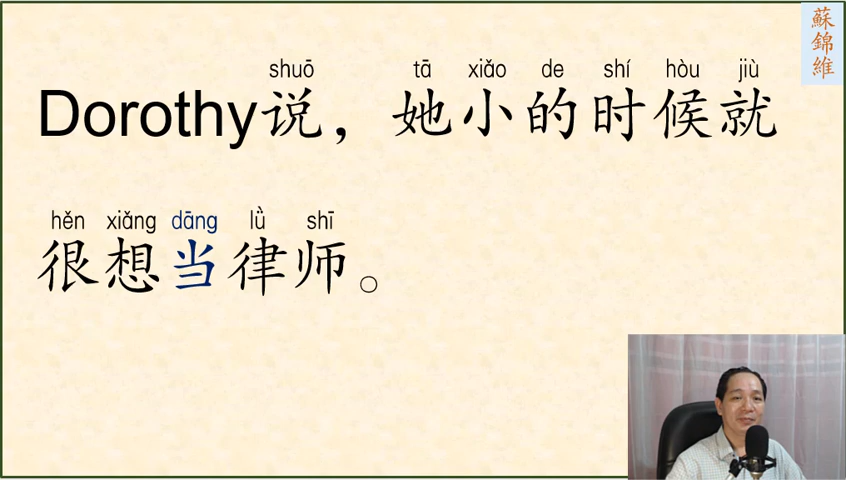 蘇錦維
shuō tā xiǎo de shí hòu jiù
Dorothy说，她小的时候就
hěn xiǎng dāng lǜ shī
很想当律师。